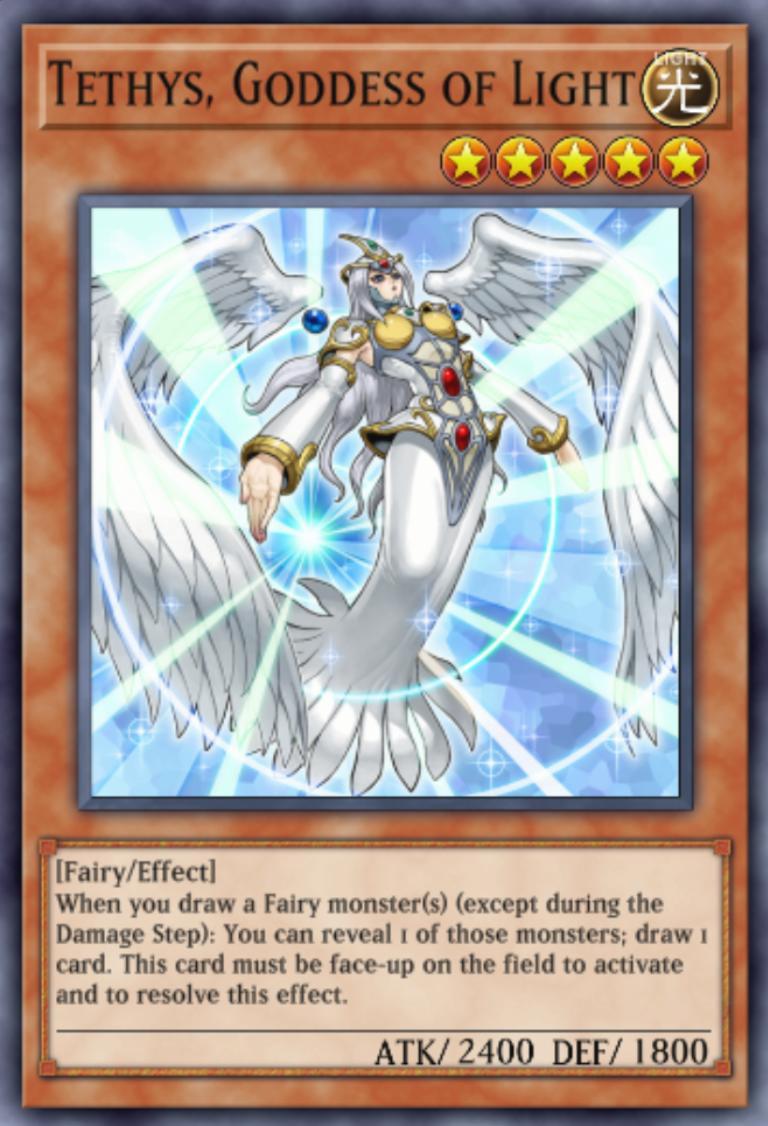 TETHYS, GODDESS OF LIGHT
LIGHT
光
[Fairy/Effect]
When you draw a Fairy monster(s) (except during the
Damage Step): You can reveal 1 of those monsters; draw 1
card. This card must be face-up on the field to activate
and to resolve this effect.
ATK/ 2400 DEF/ 1800